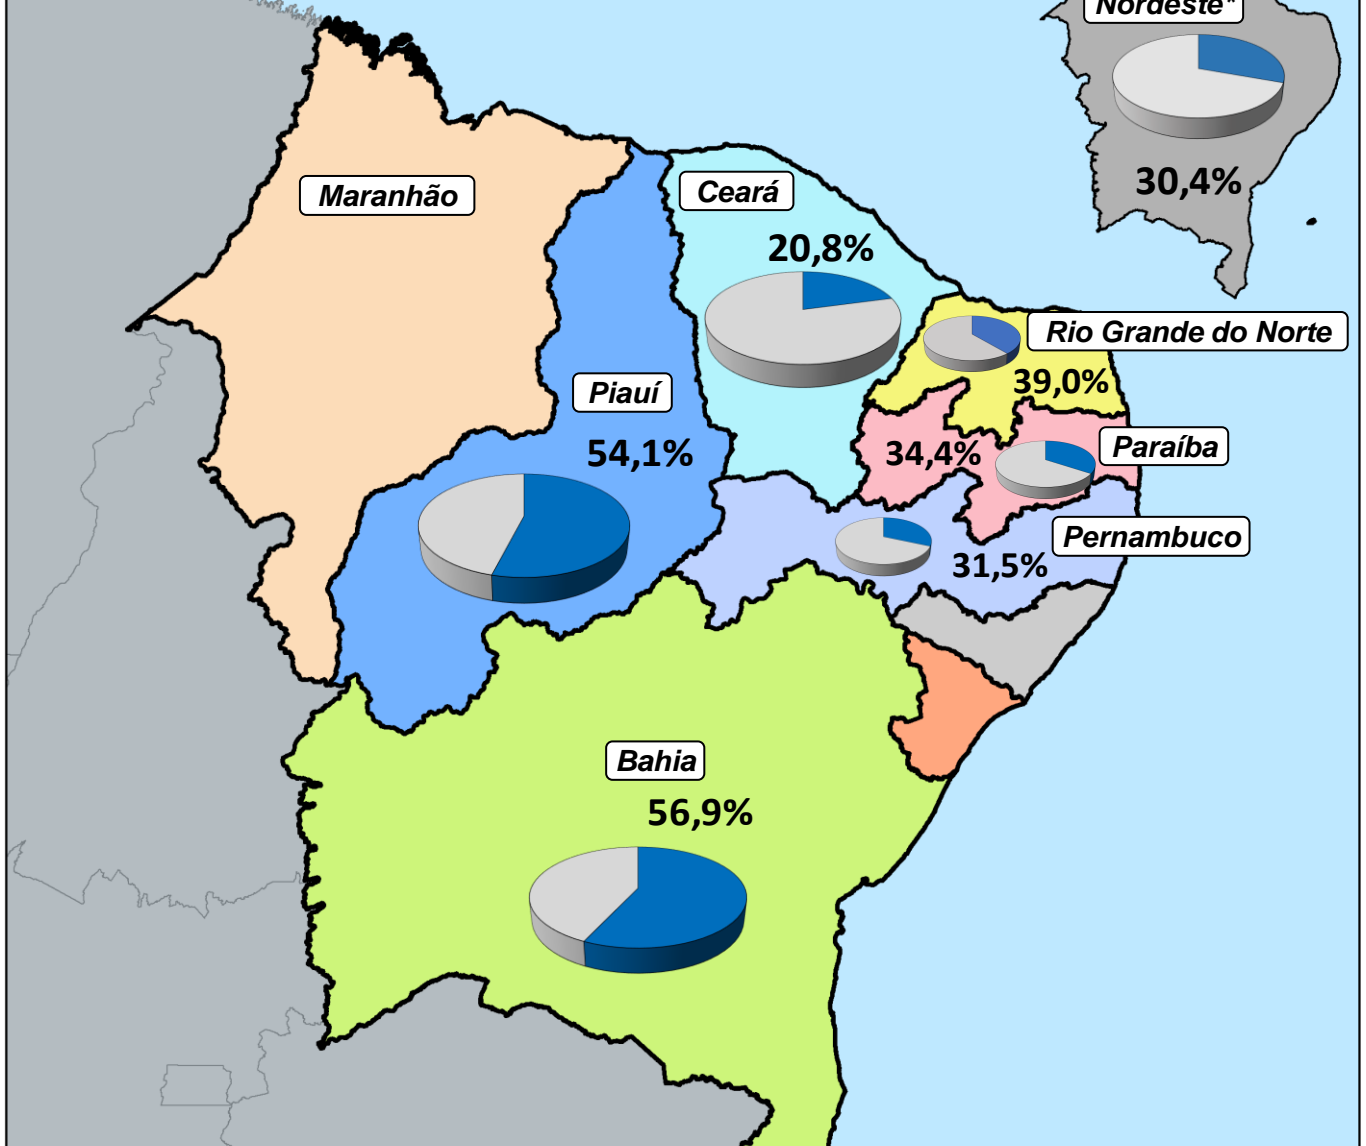 Nordeste*
30,4%
Maranhão
Ceará
20,8%
Rio Grande do Norte
39,0%
Piauí
54,1%
34,4%
Paraíba
Pernambuco
31,5%
Bahia
56,9%